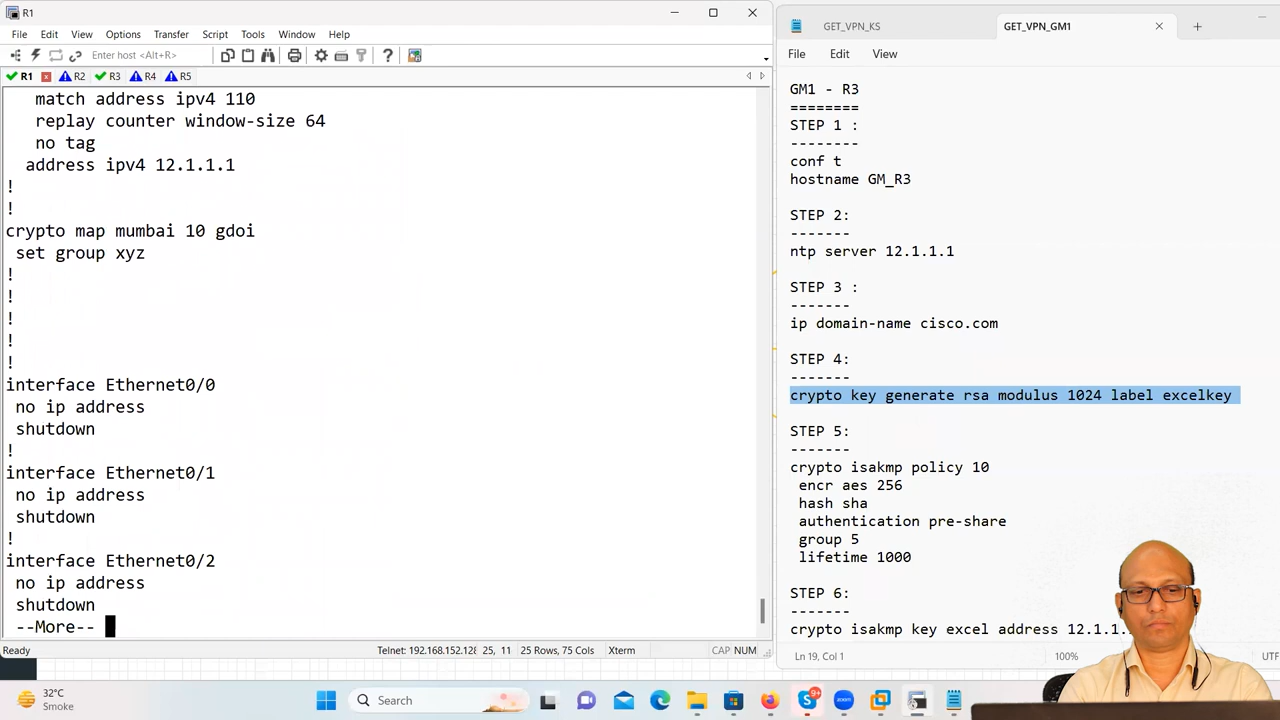 R1
File Edit View Options Transfer Script Tools Window Help
Enter host <Alt+R>
R1 R2 R3 R4 R5
match address ipv4 110
replay counter window-size 64
no tag
address ipv4 12.1.1.1
!
!
crypto map mumbai 10 gdoi
set group xyz
!
!
!
!
!
interface Ethernet0/0
no ip address
shutdown
!
interface Ethernet0/1
no ip address
shutdown
!
interface Ethernet0/2
no ip address
shutdown
--More--
Ready Telnet: 192.168.152.128 25, 11 25 Rows, 75 Cols Xterm CAP NUM
GET_VPN_KS GET_VPN_GM1
File Edit View
GM1 - R3
========
STEP 1 :
--------
conf t
hostname GM_R3
STEP 2:
-------
ntp server 12.1.1.1
STEP 3 :
-------
ip domain-name cisco.com
STEP 4:
-------
crypto key generate rsa modulus 1024 label excelkey
STEP 5:
-------
crypto isakmp policy 10
encr aes 256
hash sha
authentication pre-share
group 5
lifetime 1000
STEP 6:
-------
crypto isakmp key excel address 12.1.1.
Ln 19, Col 1 100% UTF
32°C
Smoke
Search
9+
zoom